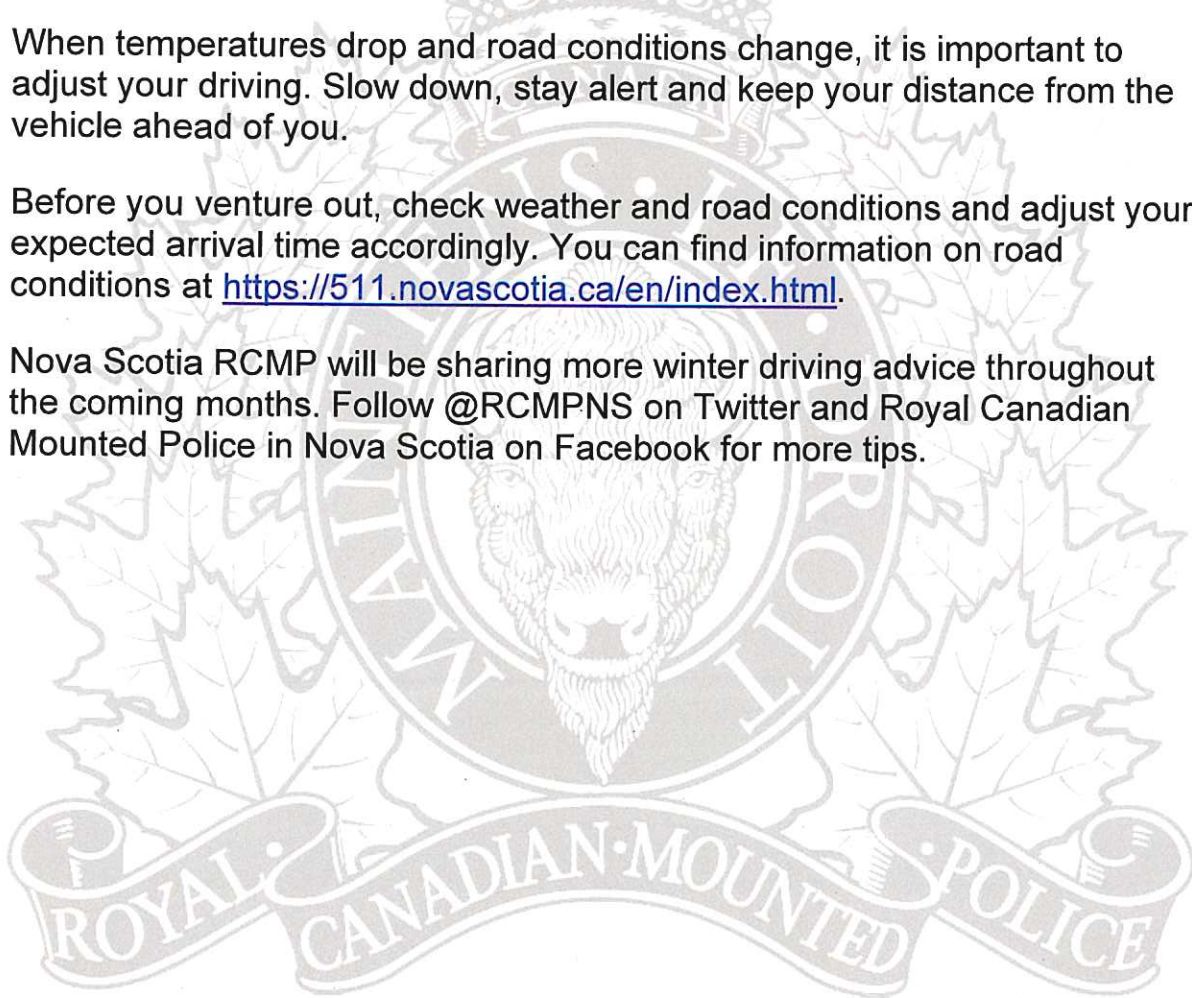 When temperatures drop and road conditions change, it is important to
adjust your driving. Slow down, stay alert and keep your distance from the
vehicle ahead of you.
Before you venture out, check weather and road conditions and adjust your
expected arrival time accordingly. You can find information on road
conditions at https://511.novascotia.ca/en/index.html.
Nova Scotia RCMP will be sharing more winter driving advice throughout
the coming months. Follow @RCMPNS on Twitter and Royal Canadian
Mounted Police in Nova Scotia on Facebook for more tips.
MAINTIENS LE DROIT
ROYAL·CANADIAN·MOUNTED·POLICE